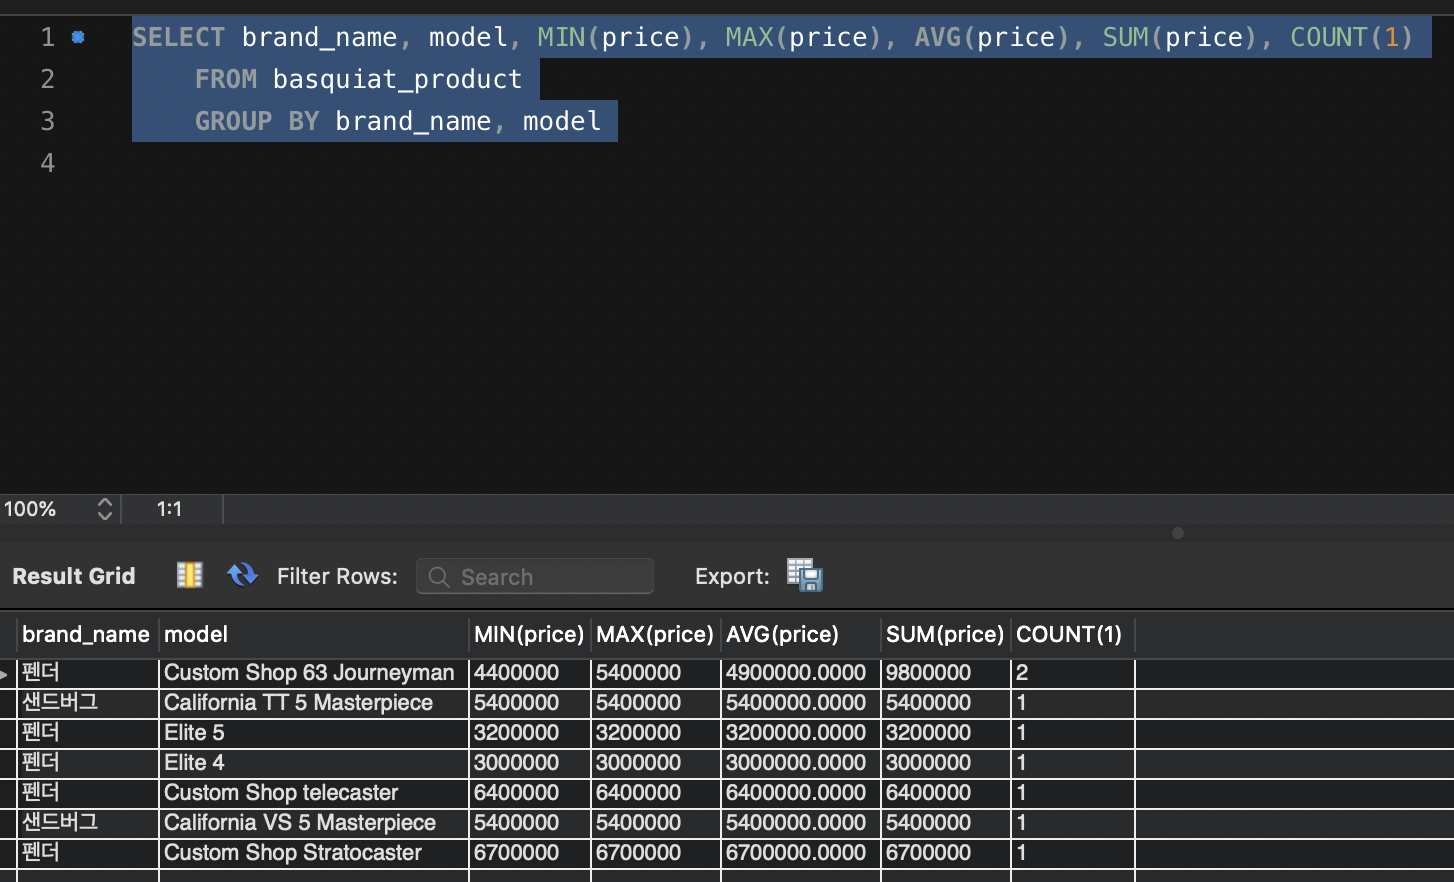 1 SELECT brand_name, model, MIN(price), MAX(price), AVG(price), SUM(price), COUNT(1)
2 FROM basquiat_product
3 GROUP BY brand_name, model
4
100% 1:1
Result Grid Filter Rows: Search Export:
brand_name model MIN(price) MAX(price) AVG(price) SUM(price) COUNT(1)
펜더 Custom Shop 63 Journeyman 4400000 5400000 4900000.0000 9800000 2
샌드버그 California TT 5 Masterpiece 5400000 5400000 5400000.0000 5400000 1
펜더 Elite 5 3200000 3200000 3200000.0000 3200000 1
펜더 Elite 4 3000000 3000000 3000000.0000 3000000 1
펜더 Custom Shop telecaster 6400000 6400000 6400000.0000 6400000 1
샌드버그 California VS 5 Masterpiece 5400000 5400000 5400000.0000 5400000 1
펜더 Custom Shop Stratocaster 6700000 6700000 6700000.0000 6700000 1